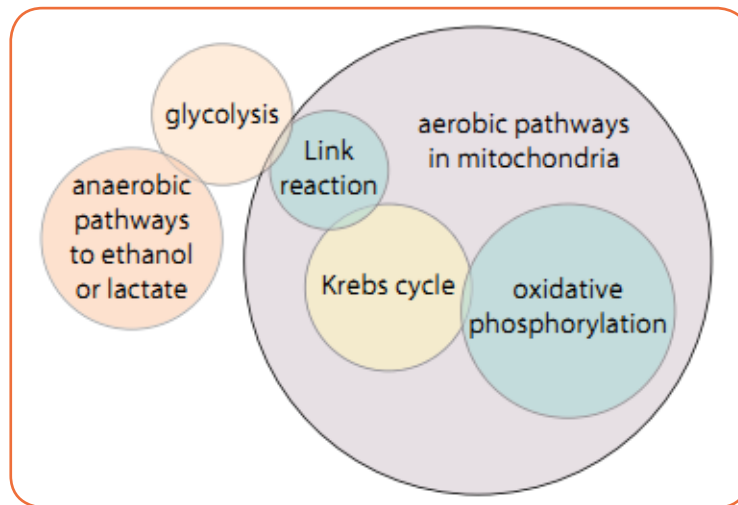 glycolysis
anaerobic
pathways
to ethanol
or lactate
Link
reaction
aerobic pathways
in mitochondria
Krebs cycle
oxidative
phosphorylation